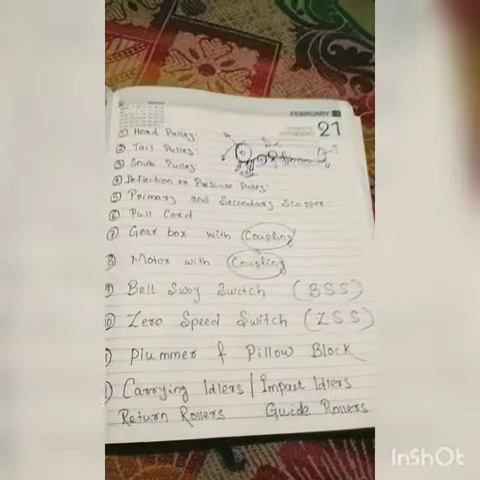 FEBRUARY
21
① Head Pulley:
② Tail Pulley:
③ Snub Pulley:
④ Deflection or Pressure Pulley:
⑤ Primary and Secondary Scapper:
⑥ Pull Cord
⑦ Gear box with Coupling
⑧ Motor with Coupling
⑨ Belt Sway Switch (BSS)
⑩ Zero Speed Switch (ZSS)
Plummer & Pillow Block
Carrying Idlers / Impact Idlers
Return Rollers Guide Rollers
InShOt